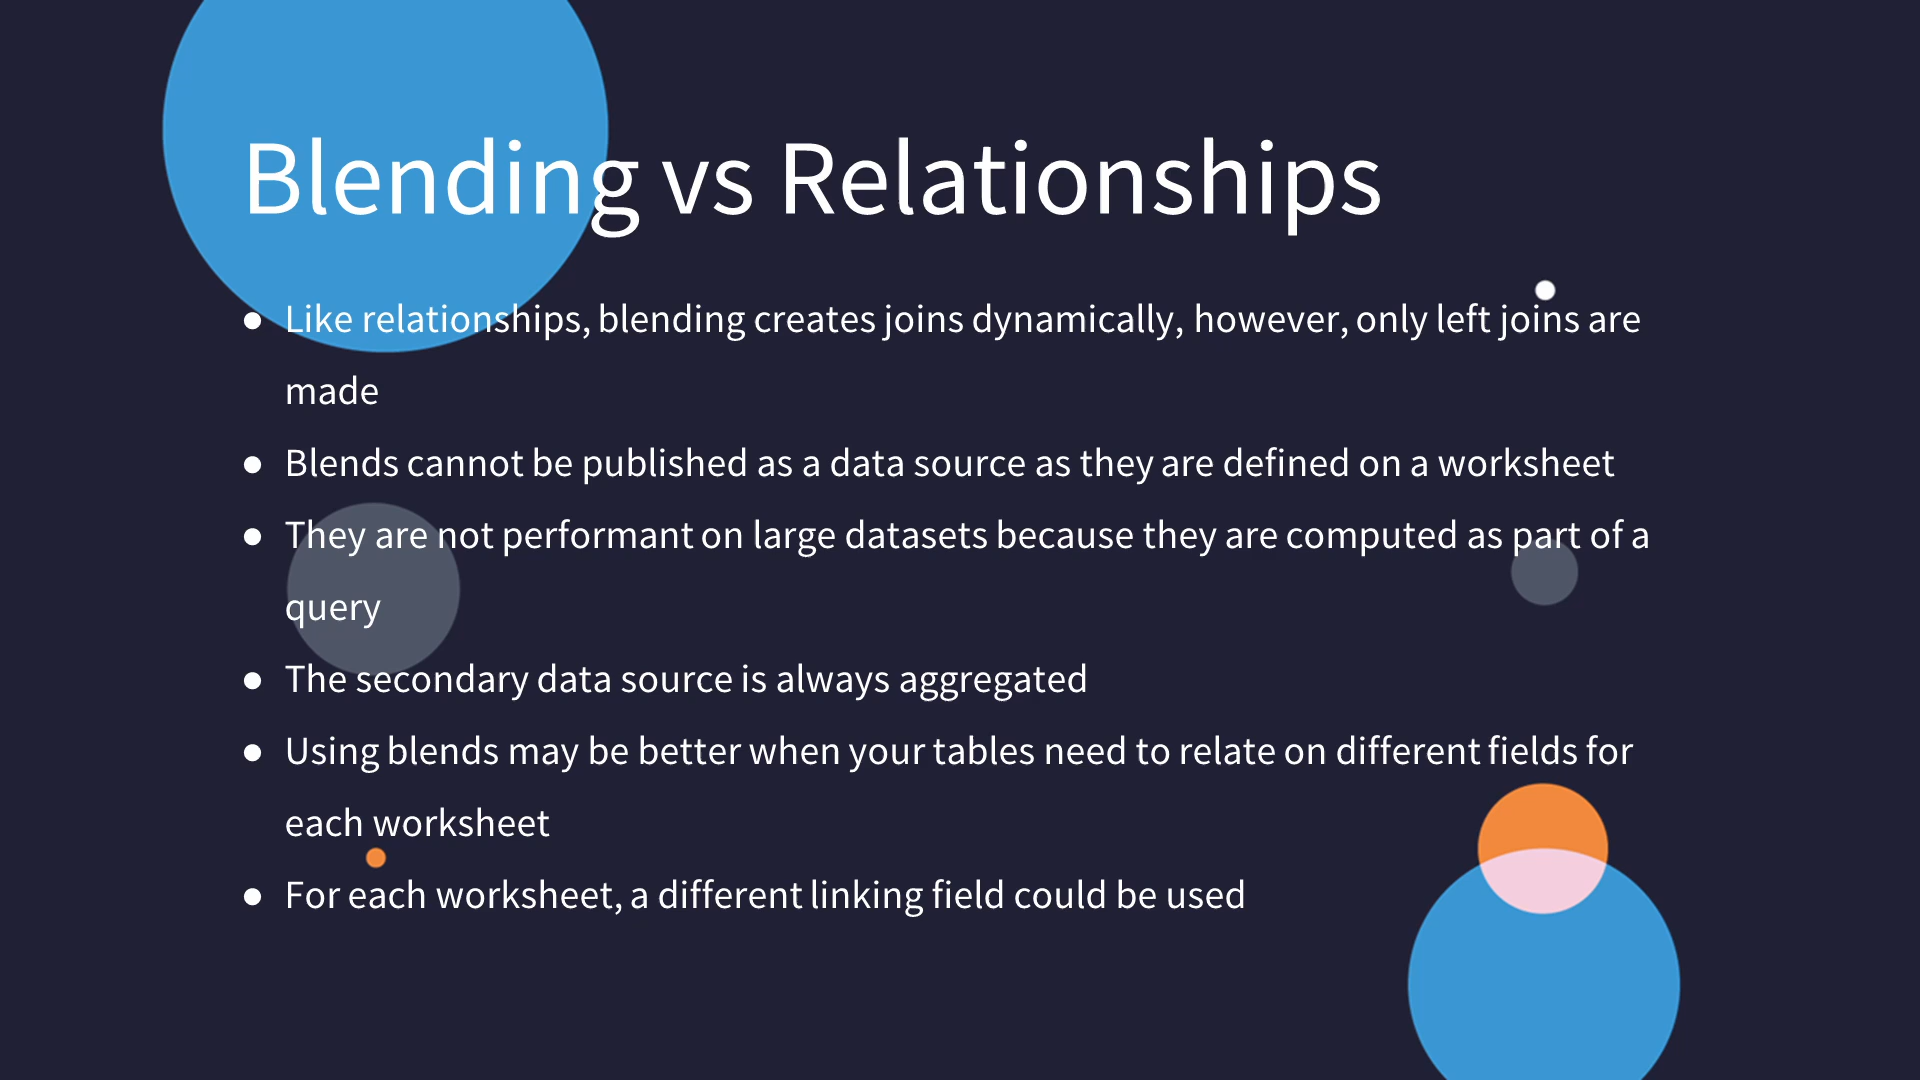 Blending vs Relationships
● Like relationships, blending creates joins dynamically, however, only left joins are
made
● Blends cannot be published as a data source as they are defined on a worksheet
● They are not performant on large datasets because they are computed as part of a
query
● The secondary data source is always aggregated
● Using blends may be better when your tables need to relate on different fields for
each worksheet
● For each worksheet, a different linking field could be used